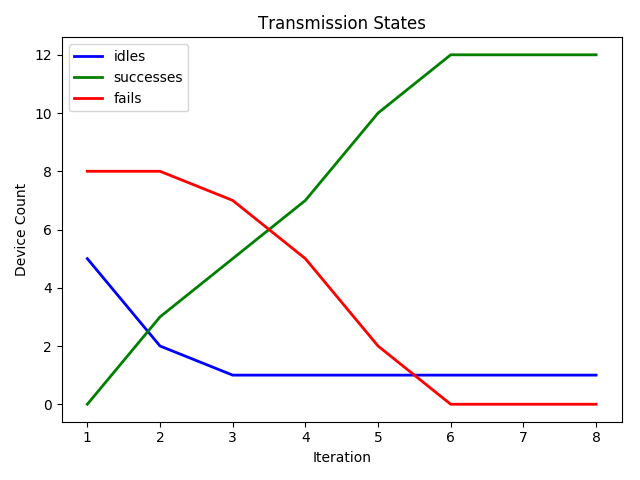 Transmission States
idles
successes
fails
Device Count
12
10
8
6
4
2
0
1 2 3 4 5 6 7 8
Iteration